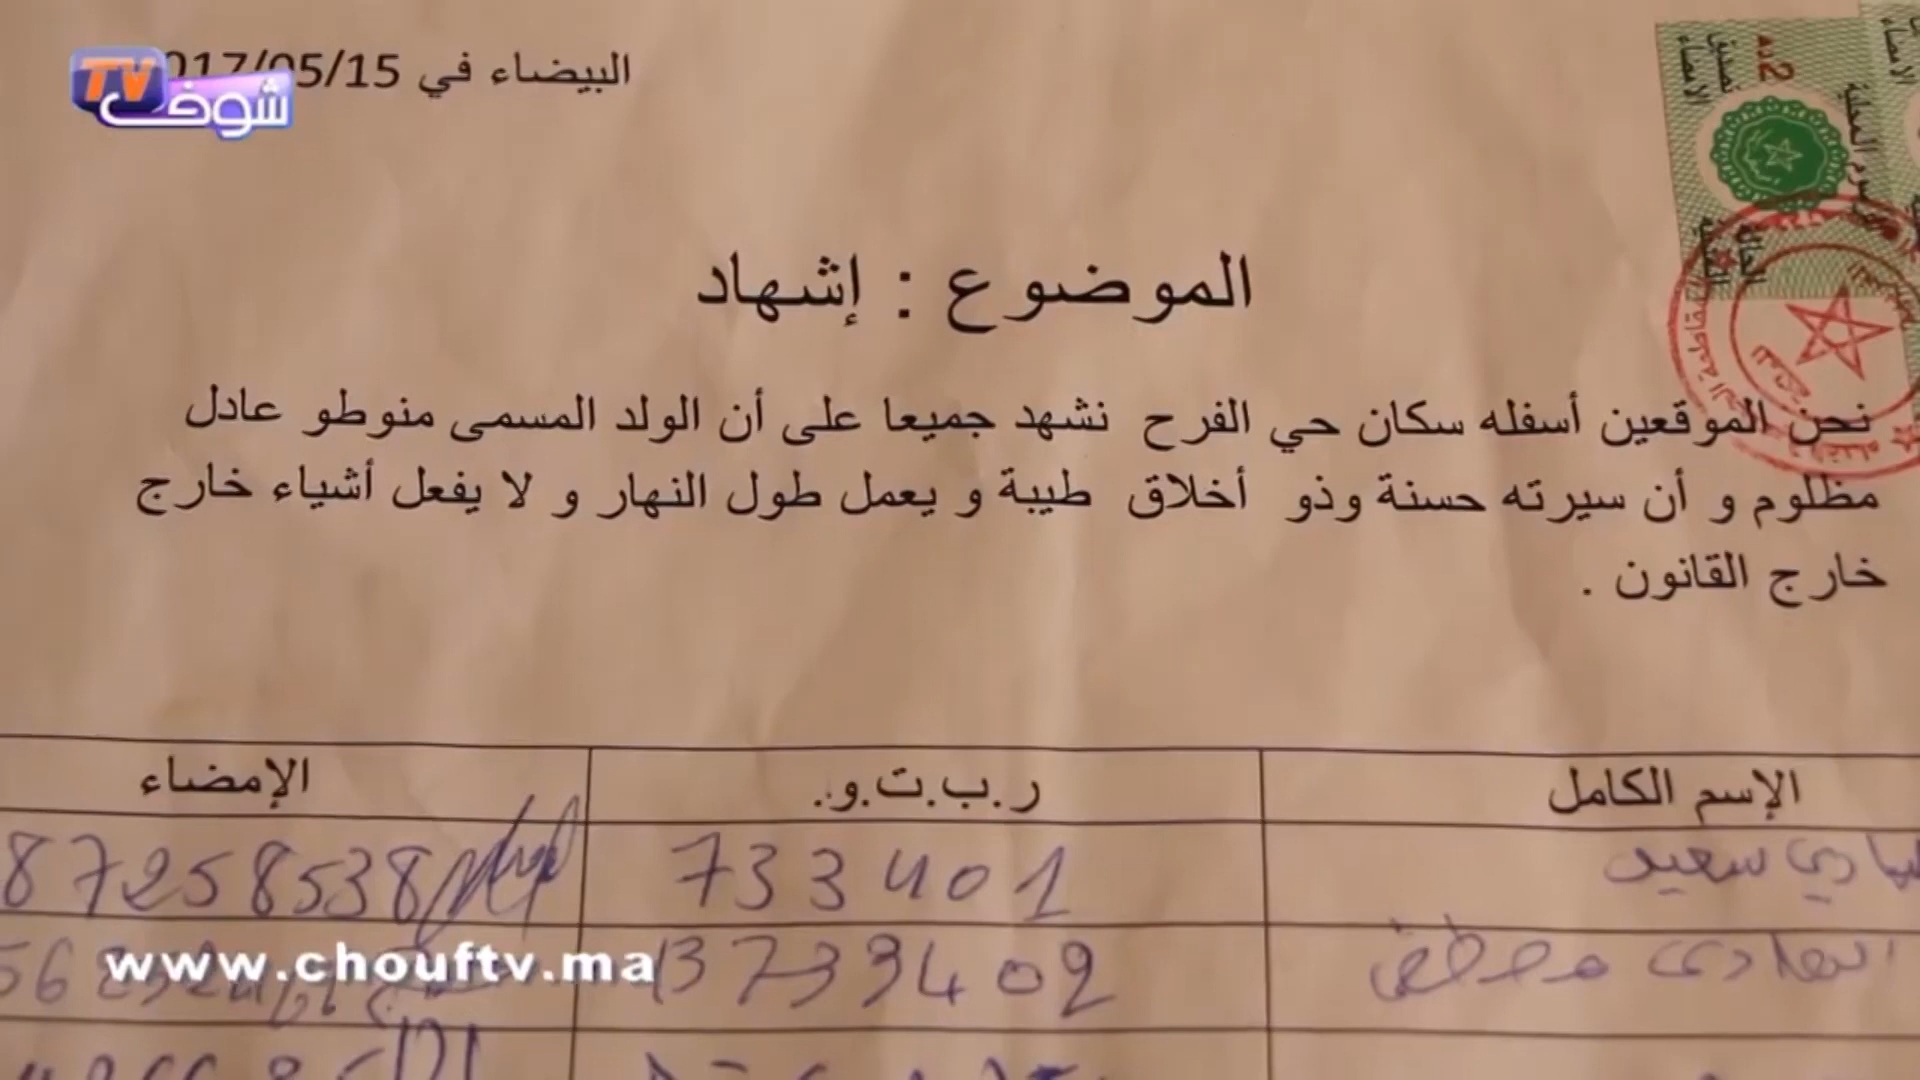 البيضاء في 2017/05/15
TV شوف
الموضوع : إشهاد
نحن الموقعين أسفله سكان حي الفرح نشهد جميعا على أن الولد المسمى منوطو عادل
مظلوم و أن سيرته حسنة وذو أخلاق طيبة و يعمل طول النهار و لا يفعل أشياء خارج
خارج القانون .
الإسم الكامل ر.ب.ت.و. الإمضاء
سعيد 733401 87258538
مصطفى 3733402
www.chouftv.ma